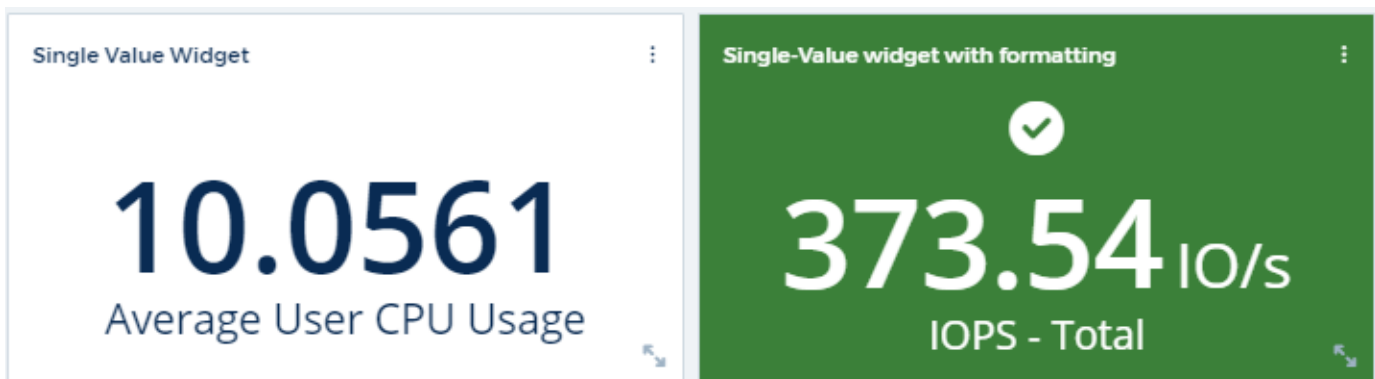 Single Value Widget
10.0561
Average User CPU Usage
Single-Value widget with formatting
373.54 IO/s
IOPS - Total